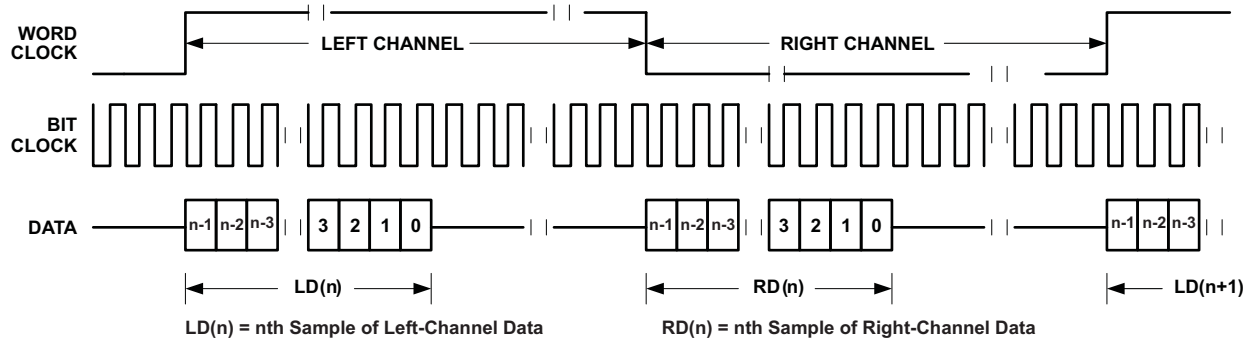 WORD
CLOCK
LEFT CHANNEL
RIGHT CHANNEL
BIT
CLOCK
DATA
n-1 n-2 n-3 3 2 1 0 n-1 n-2 n-3 3 2 1 0 n-1 n-2 n-3
LD(n) RD(n) LD(n+1)
LD(n) = nth Sample of Left-Channel Data
RD(n) = nth Sample of Right-Channel Data